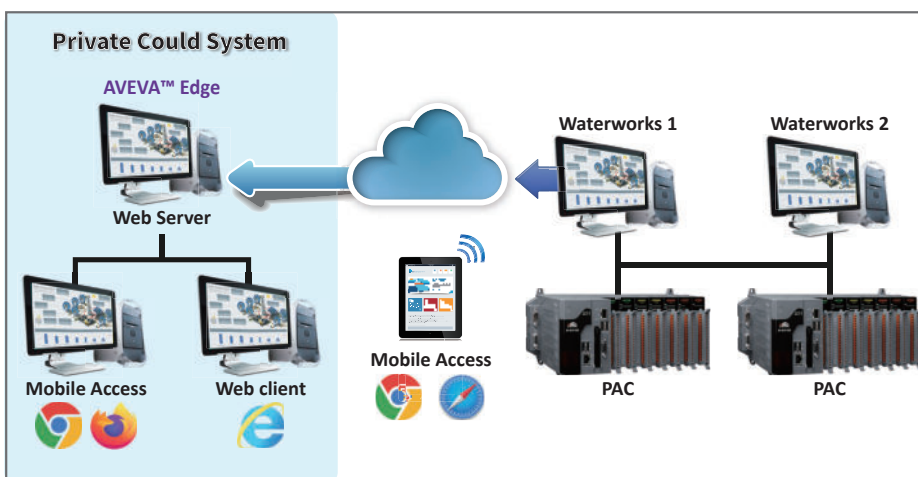 Private Could System
AVEVA™ Edge
Web Server
Mobile Access
Web client
Mobile Access
Waterworks 1
Waterworks 2
PAC
PAC